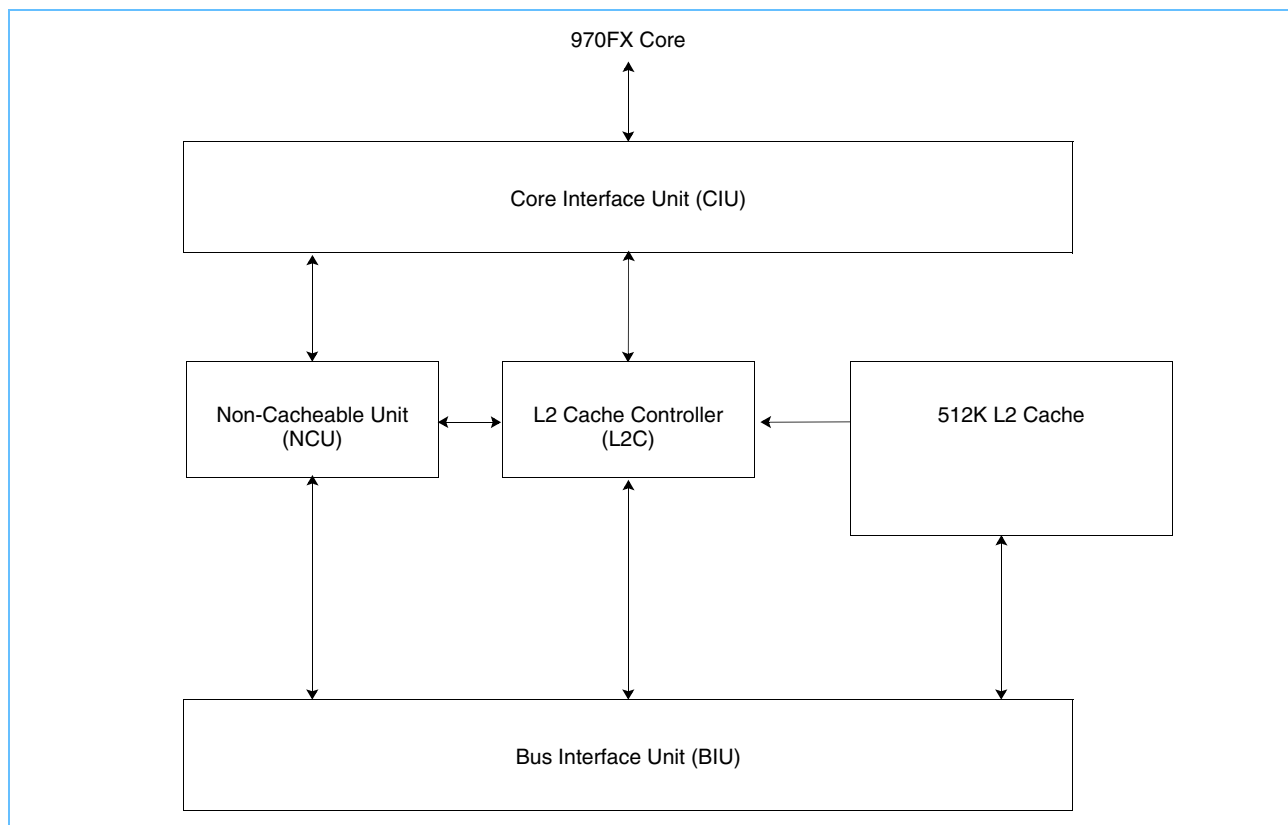 970FX Core
Core Interface Unit (CIU)
Non-Cacheable Unit
(NCU)
L2 Cache Controller
(L2C)
512K L2 Cache
Bus Interface Unit (BIU)